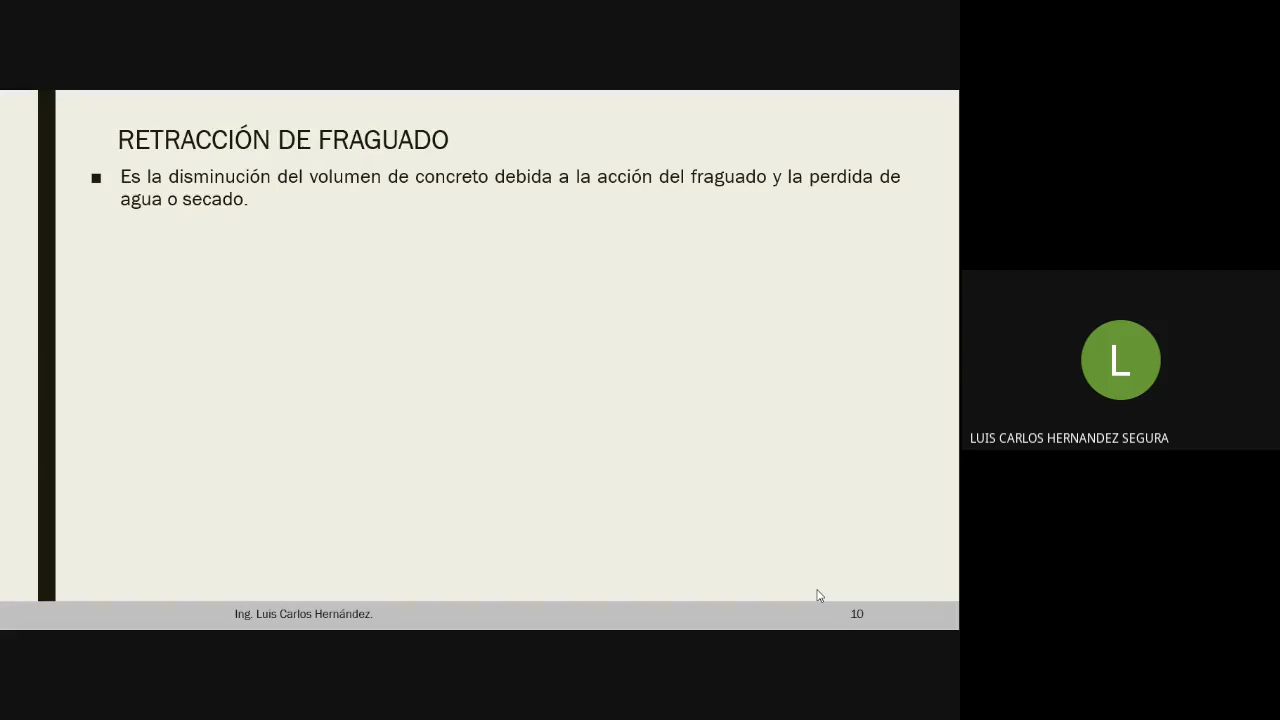 RETRACCIÓN DE FRAGUADO
■ Es la disminución del volumen de concreto debida a la acción del fraguado y la perdida de
agua o secado.
L
LUIS CARLOS HERNANDEZ SEGURA
Ing. Luis Carlos Hernández.
10